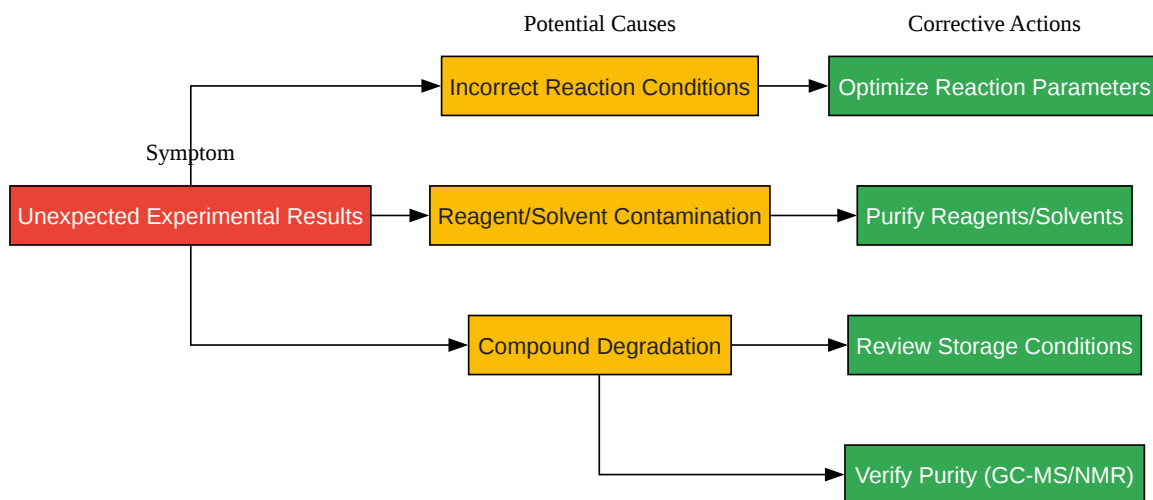 Potential Causes
Corrective Actions
Incorrect Reaction Conditions
Optimize Reaction Parameters
Symptom
Unexpected Experimental Results
Reagent/Solvent Contamination
Purify Reagents/Solvents
Compound Degradation
Review Storage Conditions
Verify Purity (GC-MS/NMR)